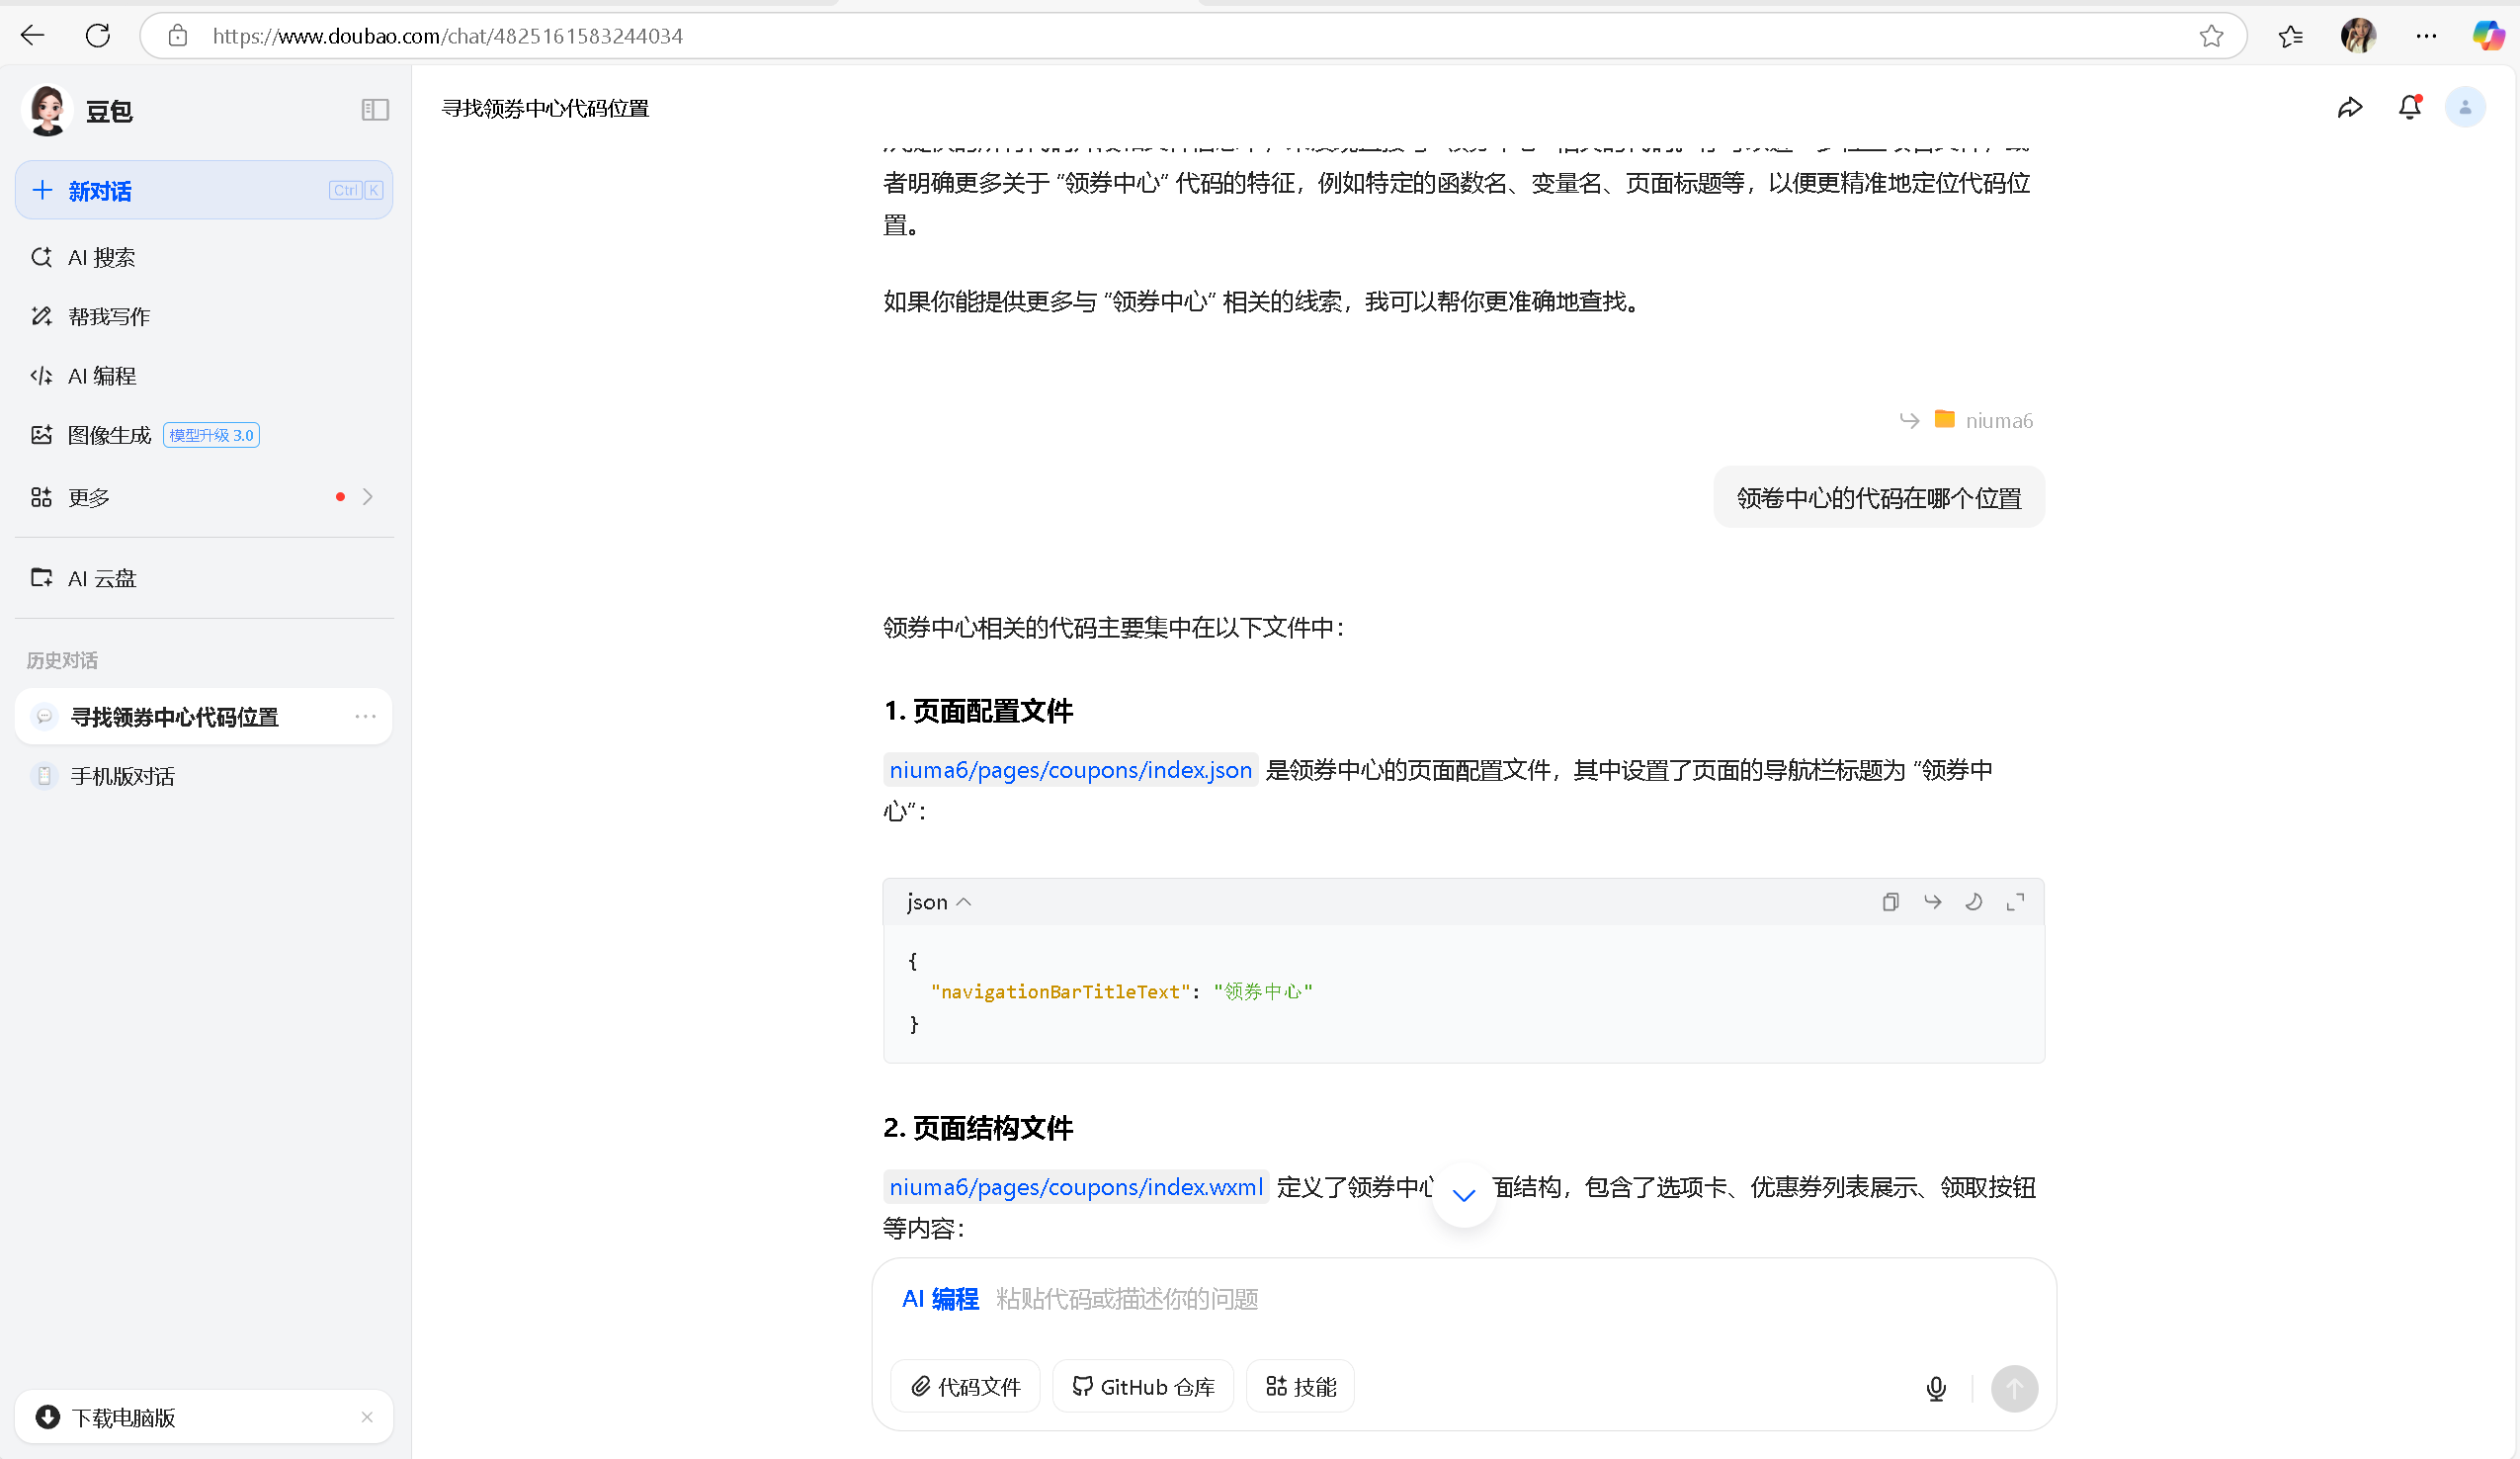 https://www.doubao.com/chat/4825161583244034
豆包
新对话
Ctrl K
AI 搜索
帮我写作
AI 编程
图像生成
模型升级 3.0
更多
AI 云盘
历史对话
寻找领券中心代码位置
手机版对话
下载电脑版
寻找领券中心代码位置
者明确更多关于 “领券中心” 代码的特征，例如特定的函数名、变量名、页面标题等，以便更精准地定位代码位
置。
如果你能提供更多与 “领券中心” 相关的线索，我可以帮你更准确地查找。
niuma6
领卷中心的代码在哪个位置
领券中心相关的代码主要集中在以下文件中：
1. 页面配置文件
niuma6/pages/coupons/index.json 是领券中心的页面配置文件，其中设置了页面的导航栏标题为 “领券中
心”：
json
{
"navigationBarTitleText": "领券中心"
}
2. 页面结构文件
niuma6/pages/coupons/index.wxml 定义了领券中心 面结构，包含了选项卡、优惠券列表展示、领取按钮
等内容：
AI 编程 粘贴代码或描述你的问题
代码文件
GitHub 仓库
技能